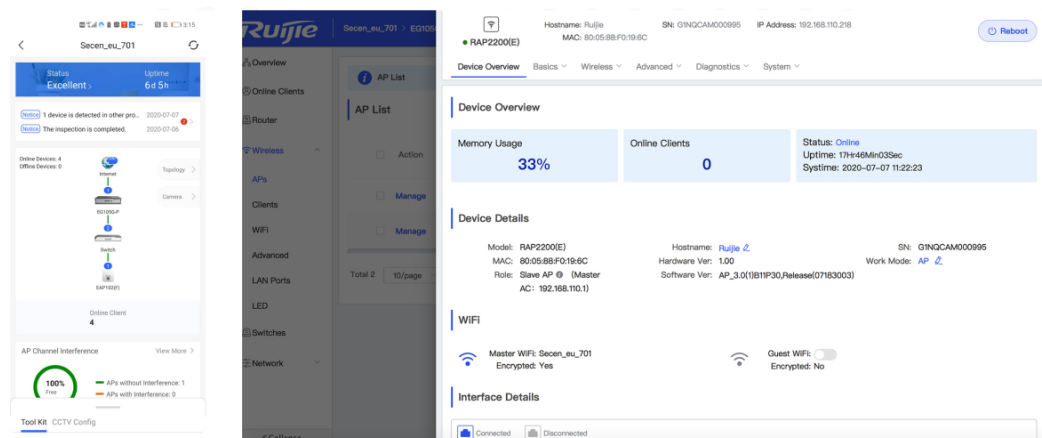 3:15
Secen_eu_701
Status
Excellent >
Uptime
6d 5h
Notice 1 device is detected in other pro... 2020-07-07
Notice The inspection is completed. 2020-07-06
Online Devices: 4
Offline Devices: 0
Internet
Topology >
Camera >
1
EG105G-P
Switch
EAP102(F)
Online Client
4
AP Channel Interference
View More >
100%
Free
APs without Interference: 1
APs with Interference: 0
Tool Kit CCTV Config
Ruijie
Secen_eu_701 > EG105
Overview
Online Clients
Router
Wireless
APs
Clients
WiFi
Advanced
LAN Ports
LED
Switches
Network
Collapse
AP List
AP List
Action
Manage
Manage
Total 2 10/page
RAP2200(E)
Hostname: Ruijie SN: G1NQCAM000995 IP Address: 192.168.110.218
MAC: 80:05:88:F0:19:6C
Reboot
Device Overview Basics Wireless Advanced Diagnostics System
Device Overview
Memory Usage
33%
Online Clients
0
Status: Online
Uptime: 17Hr46Min03Sec
Systime: 2020-07-07 11:22:23
Device Details
Model: RAP2200(E) Hostname: Ruijie SN: G1NQCAM000995
MAC: 80:05:88:F0:19:6C Hardware Ver: 1.00 Work Mode: AP
Role: Slave AP (Master Software Ver: AP_3.0(1)B11P30,Release(07183003)
AC: 192.168.110.1)
WiFi
Master WiFi: Secen_eu_701
Encrypted: Yes
Guest WiFi:
Encrypted: No
Interface Details
Connected Disconnected